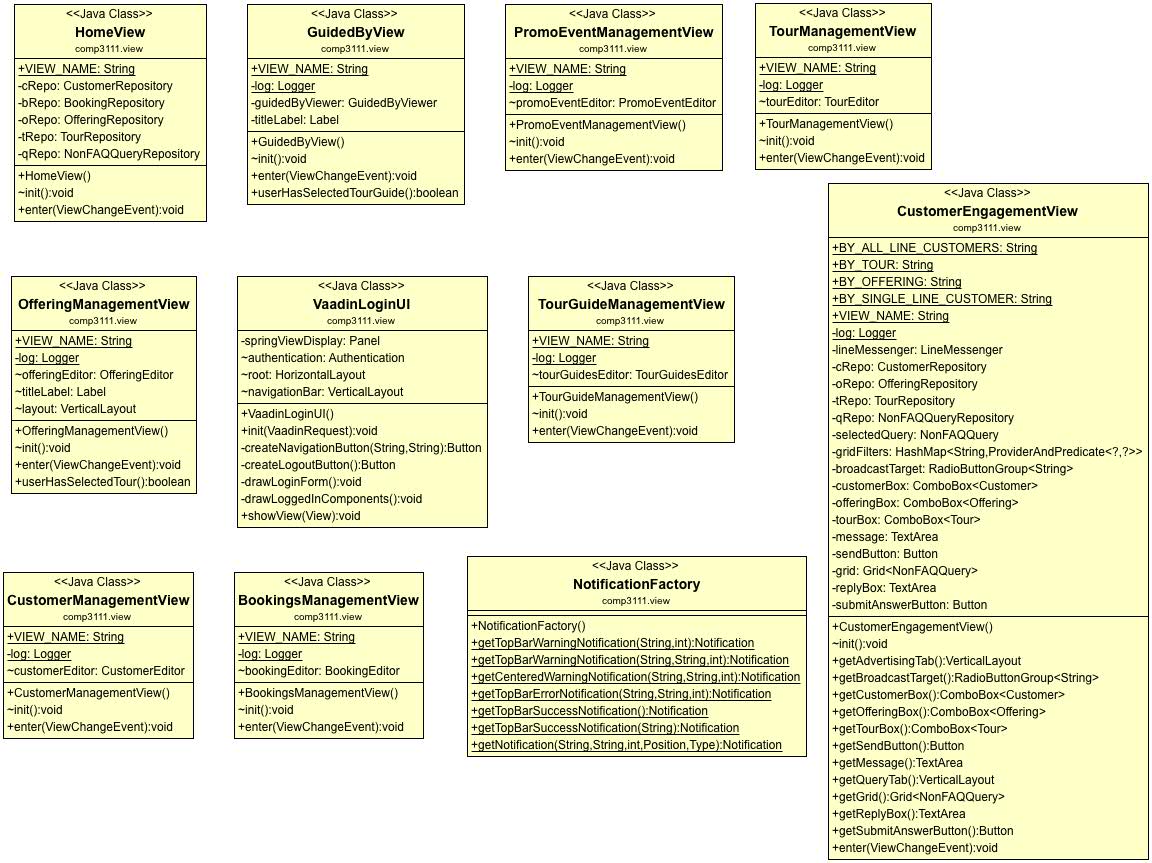 <<Java Class>>
HomeView
comp3111.view
+VIEW_NAME: String
-cRepo: CustomerRepository
-bRepo: BookingRepository
-oRepo: OfferingRepository
-tRepo: TourRepository
-qRepo: NonFAQQueryRepository
+HomeView()
~init():void
+enter(ViewChangeEvent):void
<<Java Class>>
GuidedByView
comp3111.view
+VIEW_NAME: String
-log: Logger
-guidedByViewer: GuidedByViewer
-titleLabel: Label
+GuidedByView()
~init():void
+enter(ViewChangeEvent):void
+userHasSelectedTourGuide():boolean
<<Java Class>>
PromoEventManagementView
comp3111.view
+VIEW_NAME: String
-log: Logger
~promoEventEditor: PromoEventEditor
+PromoEventManagementView()
~init():void
+enter(ViewChangeEvent):void
<<Java Class>>
TourManagementView
comp3111.view
+VIEW_NAME: String
-log: Logger
~tourEditor: TourEditor
+TourManagementView()
~init():void
+enter(ViewChangeEvent):void
<<Java Class>>
CustomerEngagementView
comp3111.view
+BY_ALL_LINE_CUSTOMERS: String
+BY_TOUR: String
+BY_OFFERING: String
+BY_SINGLE_LINE_CUSTOMER: String
+VIEW_NAME: String
-log: Logger
-lineMessenger: LineMessenger
-cRepo: CustomerRepository
-oRepo: OfferingRepository
-tRepo: TourRepository
-qRepo: NonFAQQueryRepository
-selectedQuery: NonFAQQuery
-gridFilters: HashMap<String,ProviderAndPredicate<?,?>>
-broadcastTarget: RadioButtonGroup<String>
-customerBox: ComboBox<Customer>
-offeringBox: ComboBox<Offering>
-tourBox: ComboBox<Tour>
-message: TextArea
-sendButton: Button
-grid: Grid<NonFAQQuery>
-replyBox: TextArea
-submitAnswerButton: Button
+CustomerEngagementView()
~init():void
+getAdvertisingTab():VerticalLayout
+getBroadcastTarget():RadioButtonGroup<String>
+getCustomerBox():ComboBox<Customer>
+getOfferingBox():ComboBox<Offering>
+getTourBox():ComboBox<Tour>
+getSendButton():Button
+getMessage():TextArea
+getQueryTab():VerticalLayout
+getGrid():Grid<NonFAQQuery>
+getReplyBox():TextArea
+getSubmitAnswerButton():Button
+enter(ViewChangeEvent):void
<<Java Class>>
OfferingManagementView
comp3111.view
+VIEW_NAME: String
-log: Logger
~offeringEditor: OfferingEditor
~titleLabel: Label
~layout: VerticalLayout
+OfferingManagementView()
~init():void
+enter(ViewChangeEvent):void
+userHasSelectedTour():boolean
<<Java Class>>
VaadinLoginUI
comp3111.view
-springViewDisplay: Panel
~authentication: Authentication
~root: HorizontalLayout
~navigationBar: VerticalLayout
+VaadinLoginUI()
+init(VaadinRequest):void
-createNavigationButton(String,String):Button
-createLogoutButton():Button
-drawLoginForm():void
-drawLoggedInComponents():void
+showView(View):void
<<Java Class>>
TourGuideManagementView
comp3111.view
+VIEW_NAME: String
-log: Logger
~tourGuidesEditor: TourGuidesEditor
+TourGuideManagementView()
~init():void
+enter(ViewChangeEvent):void
<<Java Class>>
CustomerManagementView
comp3111.view
+VIEW_NAME: String
-log: Logger
~customerEditor: CustomerEditor
+CustomerManagementView()
~init():void
+enter(ViewChangeEvent):void
<<Java Class>>
BookingsManagementView
comp3111.view
+VIEW_NAME: String
-log: Logger
~bookingEditor: BookingEditor
+BookingsManagementView()
~init():void
+enter(ViewChangeEvent):void
<<Java Class>>
NotificationFactory
comp3111.view
+NotificationFactory()
+getTopBarWarningNotification(String,int):Notification
+getTopBarWarningNotification(String,String,int):Notification
+getCenteredWarningNotification(String,String,int):Notification
+getTopBarErrorNotification(String,String,int):Notification
+getTopBarSuccessNotification():Notification
+getTopBarSuccessNotification(String):Notification
+getNotification(String,String,int,Position,Type):Notification